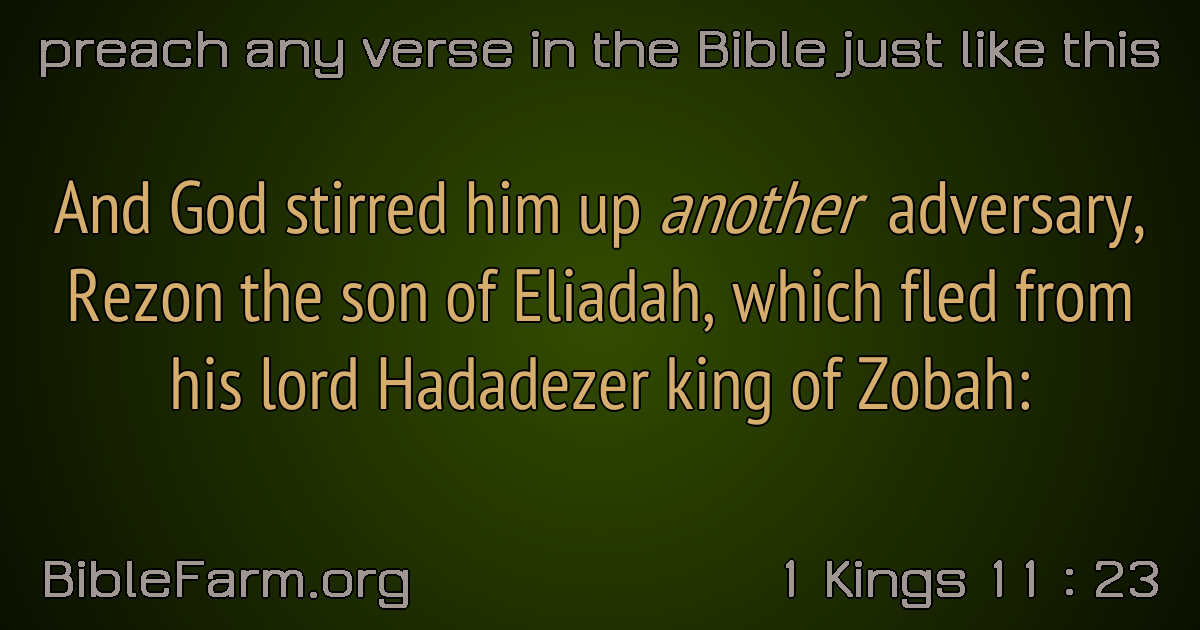 preach any verse in the Bible just like this
And God stirred him up another adversary,
Rezon the son of Eliadah, which fled from
his lord Hadadezer king of Zobah:
BibleFarm.org
1 Kings 11 : 23